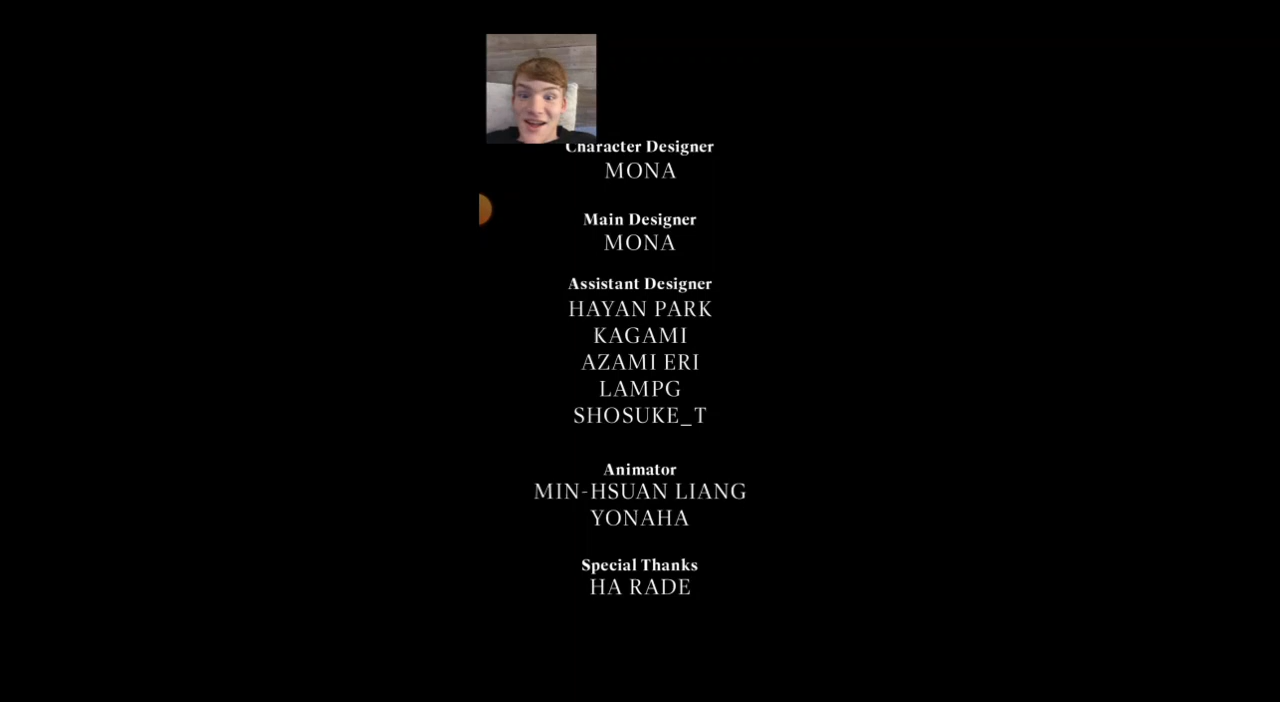 Character Designer
MONA
Main Designer
MONA
Assistant Designer
HAYAN PARK
KAGAMI
AZAMI ERI
LAMPG
SHOSUKE_T
Animator
MIN-HSUAN LIANG
YONAHA
Special Thanks
HA RADE